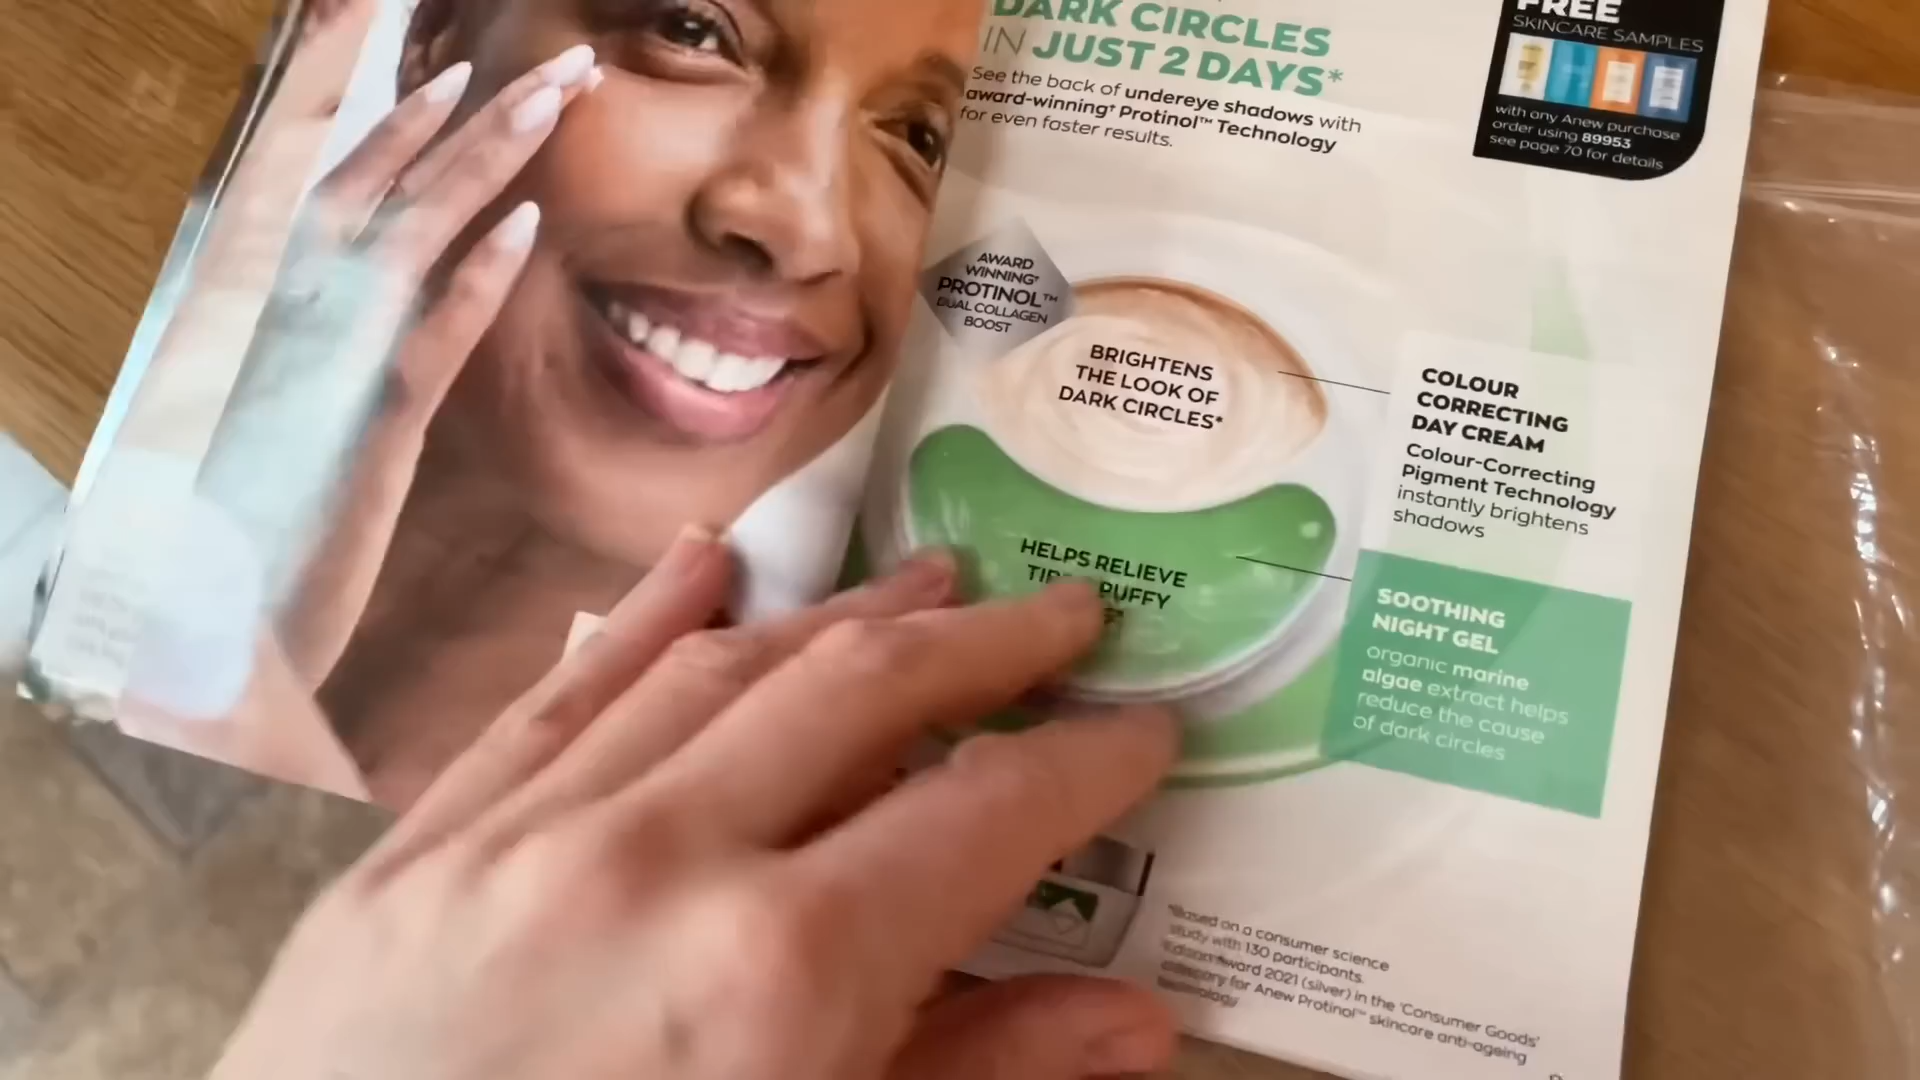 DARK CIRCLES
IN JUST 2 DAYS*
See the back of undereye shadows with
award-winning† Protinol™ Technology
for even faster results.
FREE
SKINCARE SAMPLES
with any Anew purchase
order using 89953
see page 70 for details
AWARD
WINNING†
PROTINOL™
DUAL COLLAGEN
BOOST
BRIGHTENS
THE LOOK OF
DARK CIRCLES*
COLOUR
CORRECTING
DAY CREAM
Colour-Correcting
Pigment Technology
instantly brightens
shadows
HELPS RELIEVE
PUFFY
SOOTHING
NIGHT GEL
organic marine
algae extract helps
reduce the cause
of dark circles
*Based on a consumer science
study with 130 participants.
Edison Award 2021 (silver) in the 'Consumer Goods'
category for Anew Protinol™ skincare anti-ageing
technology